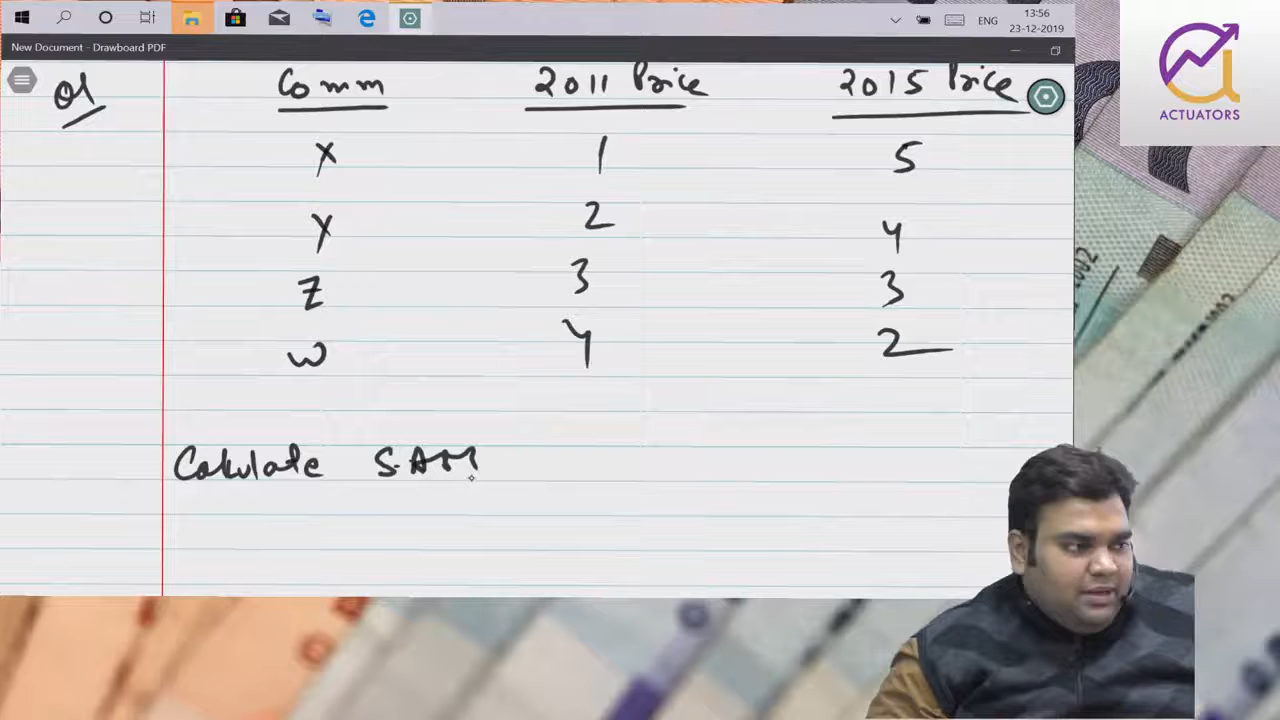 13:56
ENG
23-12-2019
New Document - Drawboard PDF
ACTUATORS
Q1 Comm 2011 Price 2015 Price
X 1 5
Y 2 4
Z 3 3
W 4 2
Calculate S.AM